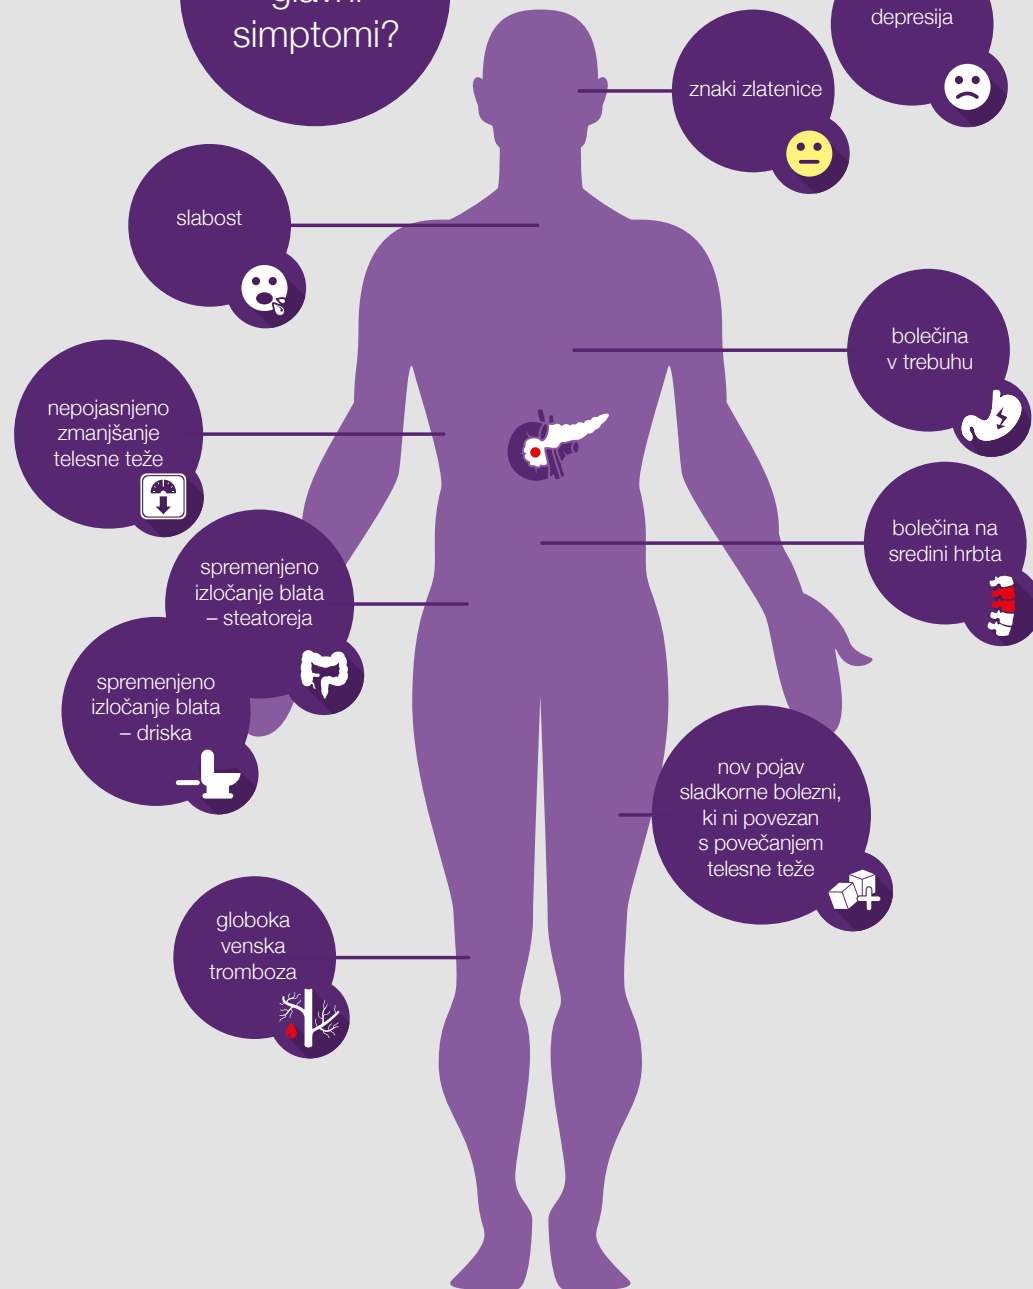 simptomi?
depresija
znaki zlatenice
slabost
bolečina
v trebuhu
nepojasnjeno
zmanjšanje
telesne teže
bolečina na
sredini hrbta
spremenjeno
izločanje blata
– steatoreja
spremenjeno
izločanje blata
– driska
nov pojav
sladkorne bolezni,
ki ni povezan
s povečanjem
telesne teže
globoka
venska
tromboza